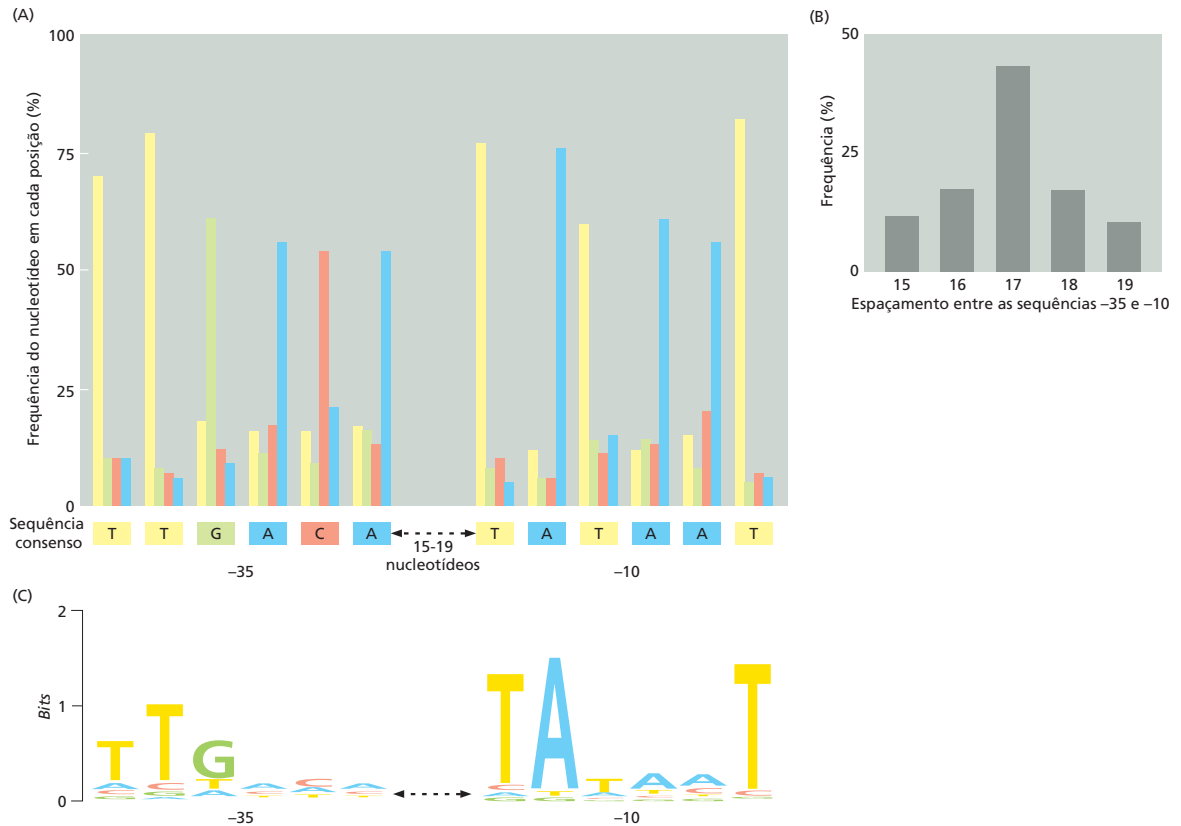 (A)
Frequência do nucleotídeo em cada posição (%)
100
75
50
25
0
Sequência
consenso
T T G A C A
15-19
nucleotídeos
T A T A A T
–35
–10
(B)
Frequência (%)
50
25
0
15 16 17 18 19
Espaçamento entre as sequências –35 e –10
(C)
Bits
2
1
0
T T G A C A
A C T C A C
C G A T T T
G A
T A T A A T
C T A T C C
A G C C T G
G G G G
–35
–10